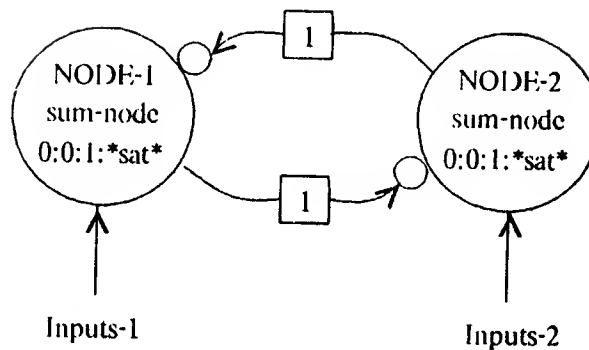 1
NODE-1
sum-node
0:0:1:*sat*
NODE-2
sum-node
0:0:1:*sat*
1
Inputs-1
Inputs-2